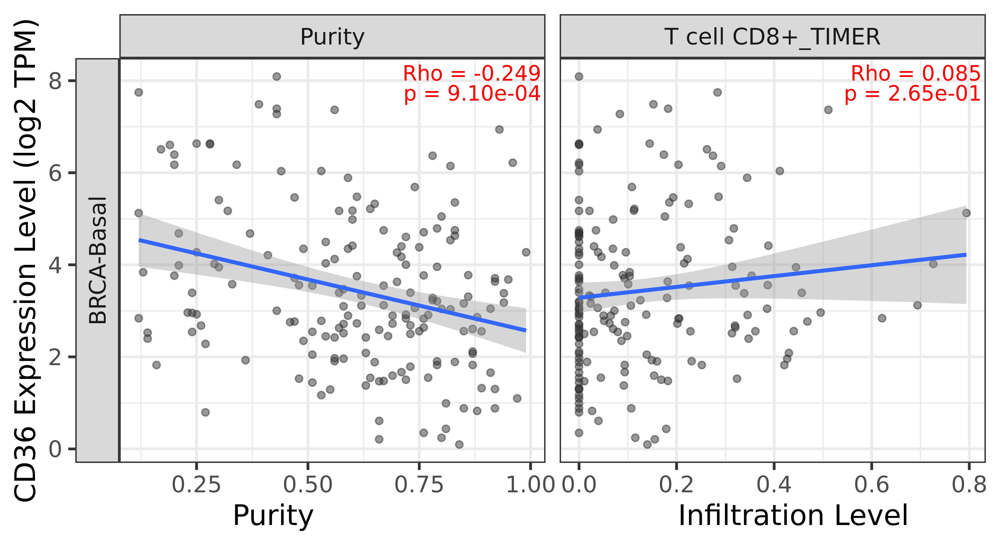 Purity
T cell CD8+_TIMER
CD36 Expression Level (log2 TPM)
BRCA-Basal
Rho = -0.249
p = 9.10e-04
Rho = 0.085
p = 2.65e-01
8
6
4
2
0
0.25 0.50 0.75 1.00
0.0 0.2 0.4 0.6 0.8
Purity
Infiltration Level